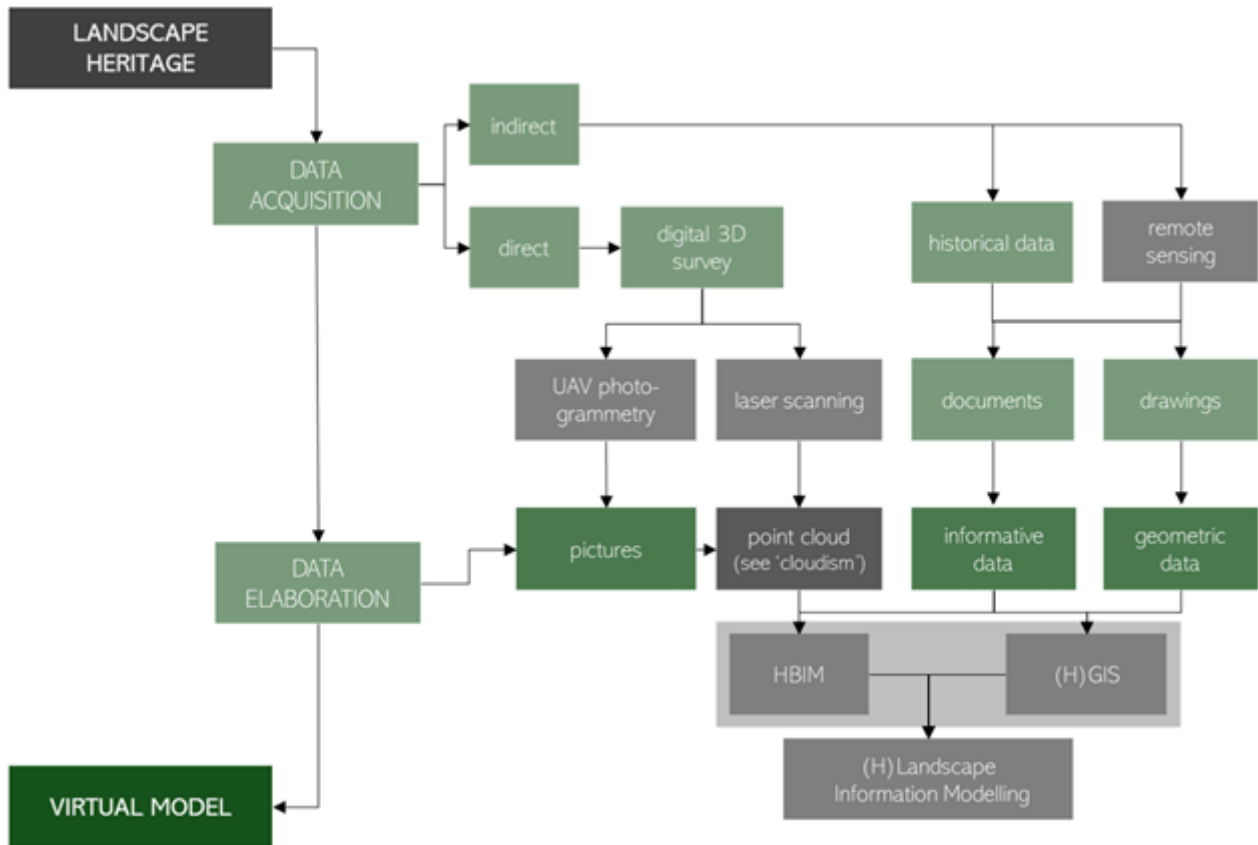 LANDSCAPE
HERITAGE
indirect
DATA
ACQUISITION
direct
digital 3D
survey
historical data
remote
sensing
UAV photo-
grammetry
laser scanning
documents
drawings
DATA
ELABORATION
pictures
point cloud
(see 'cloudism')
informative
data
geometric
data
HBIM
(H)GIS
(H)Landscape
Information Modelling
VIRTUAL MODEL